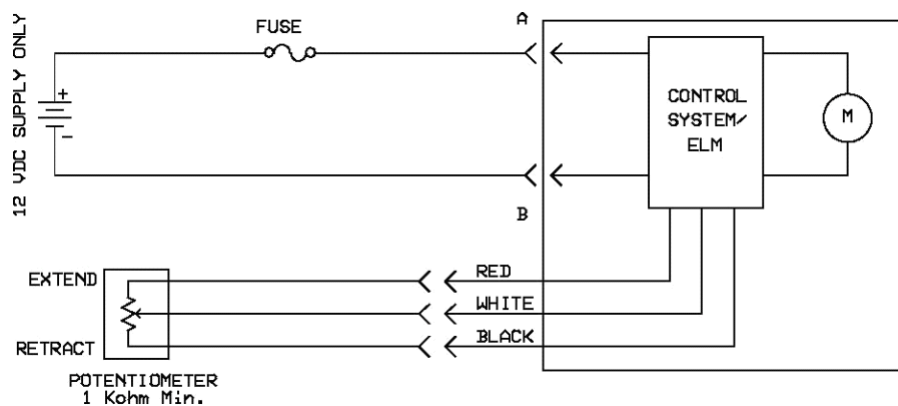 FUSE
A
12 VDC SUPPLY ONLY
+
-
CONTROL
SYSTEM/
ELM
M
B
EXTEND
RED
WHITE
RETRACT
BLACK
POTENTIOMETER
1 Kohm Min.